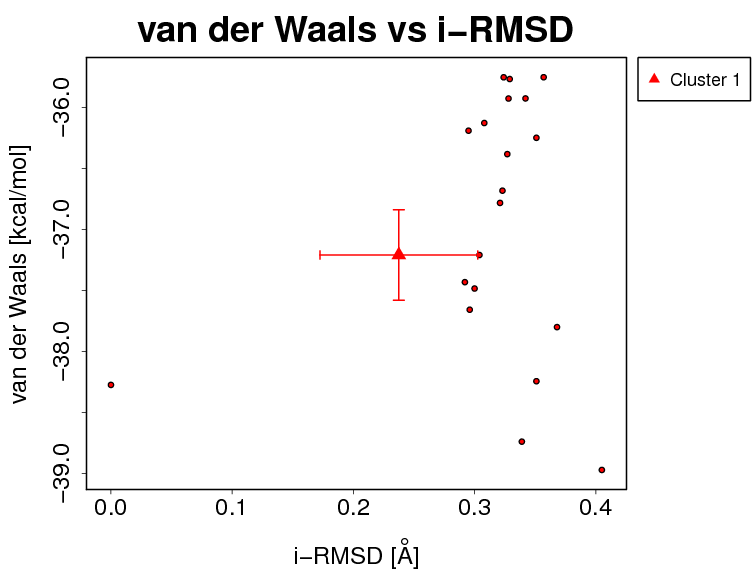 van der Waals vs i−RMSD
Cluster 1
van der Waals [kcal/mol]
−36.0
−37.0
−38.0
−39.0
0.0 0.1 0.2 0.3 0.4
i−RMSD [Å]